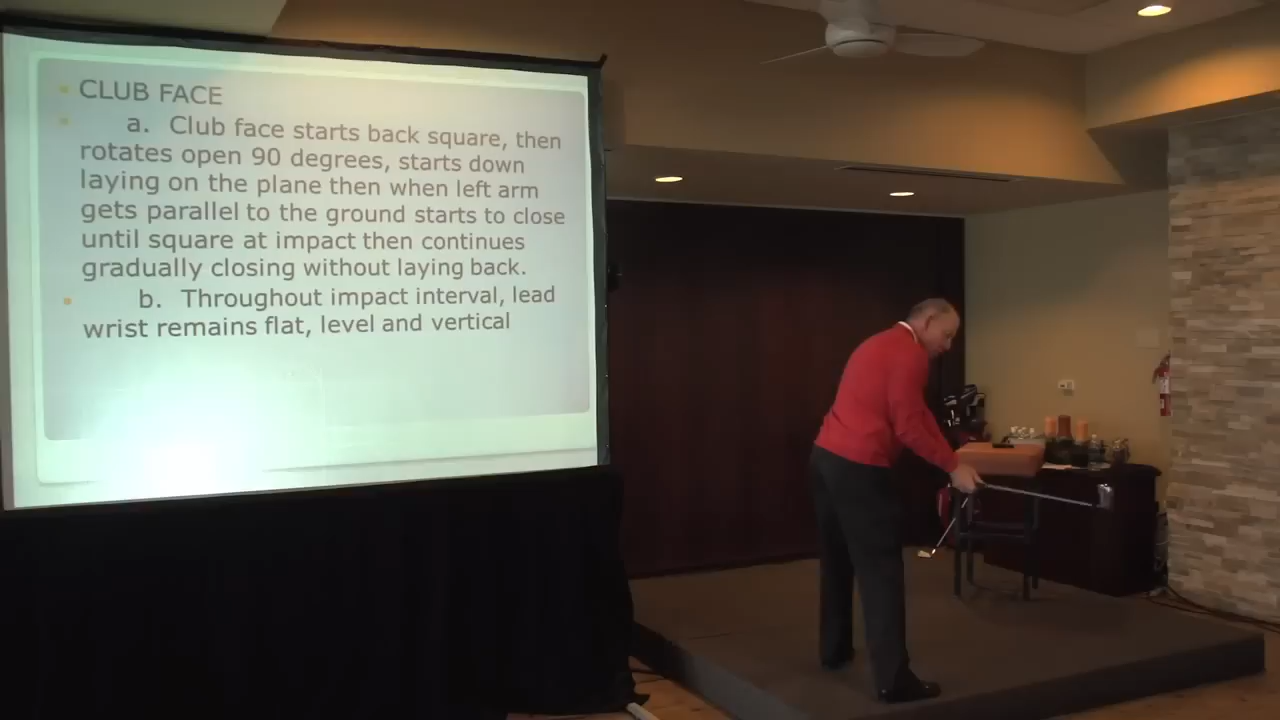 CLUB FACE
a. Club face starts back square, then
rotates open 90 degrees, starts down
laying on the plane then when left arm
gets parallel to the ground starts to close
until square at impact then continues
gradually closing without laying back.
b. Throughout impact interval, lead
wrist remains flat, level and vertical